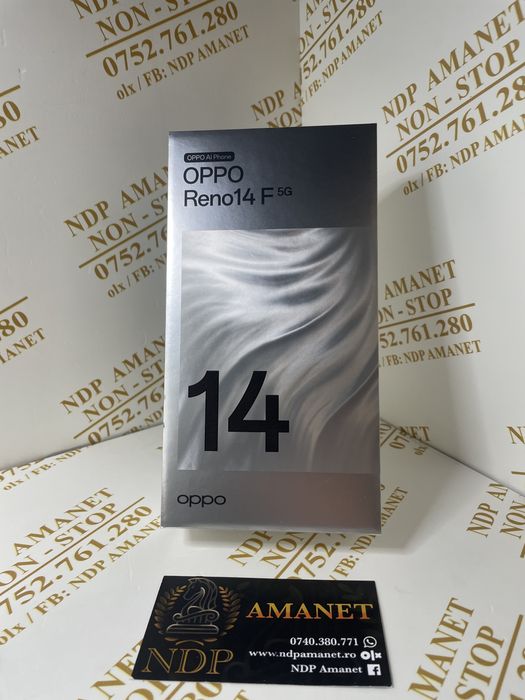 NDP AMANET
NON - STOP
0752.761.280
olx / FB: NDP AMANET
OPPO AI Phone
OPPO
Reno14 F 5G
14
oppo
AMANET
0740.380.771
www.ndpamanet.ro olx
NDP Amanet
NDP